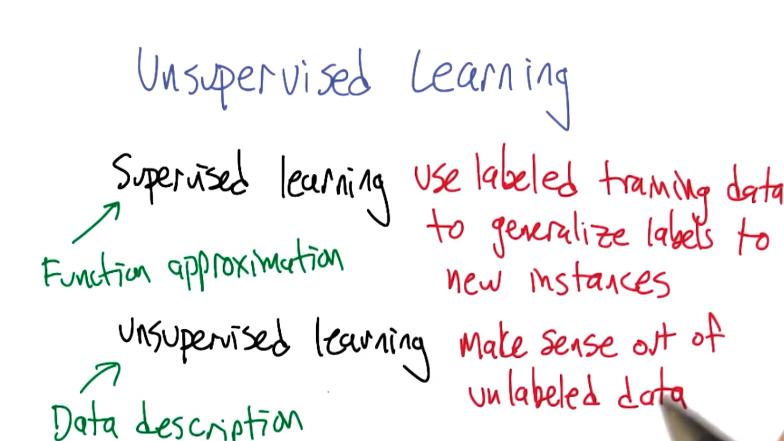 Unsupervised Learning
Supervised learning
use labeled training data
to generalize labels to
new instances
Function approximation
unsupervised learning
make sense out of
unlabeled data
Data description